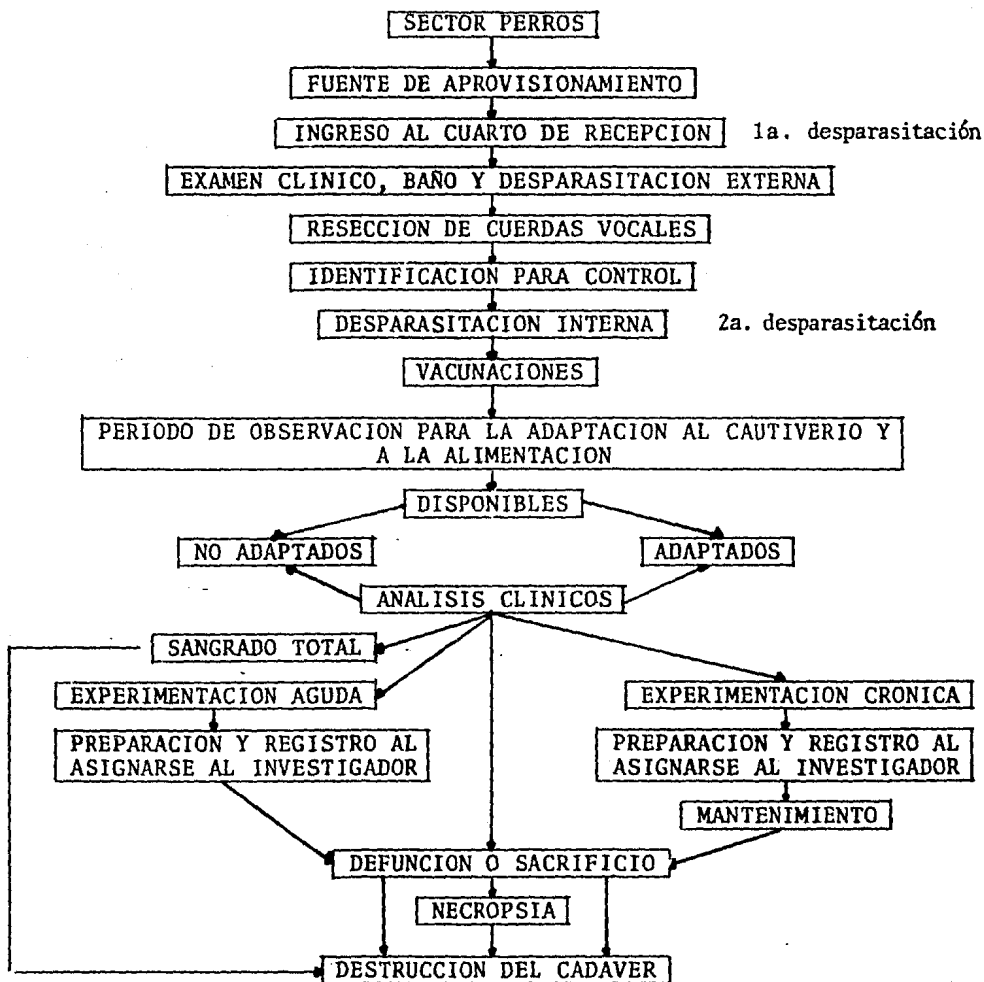 SECTOR PERROS
FUENTE DE APROVISIONAMIENTO
INGRESO AL CUARTO DE RECEPCION 1a. desparasitación
EXAMEN CLINICO, BAÑO Y DESPARASITACION EXTERNA
RESECCION DE CUERDAS VOCALES
IDENTIFICACION PARA CONTROL
DESPARASITACION INTERNA 2a. desparasitación
VACUNACIONES
PERIODO DE OBSERVACION PARA LA ADAPTACION AL CAUTIVERIO Y
A LA ALIMENTACION
DISPONIBLES
NO ADAPTADOS
ADAPTADOS
ANALISIS CLINICOS
SANGRADO TOTAL
EXPERIMENTACION AGUDA
PREPARACION Y REGISTRO AL
ASIGNARSE AL INVESTIGADOR
EXPERIMENTACION CRONICA
PREPARACION Y REGISTRO AL
ASIGNARSE AL INVESTIGADOR
MANTENIMIENTO
DEFUNCION O SACRIFICIO
NECROPSIA
DESTRUCCION DEL CADAVER